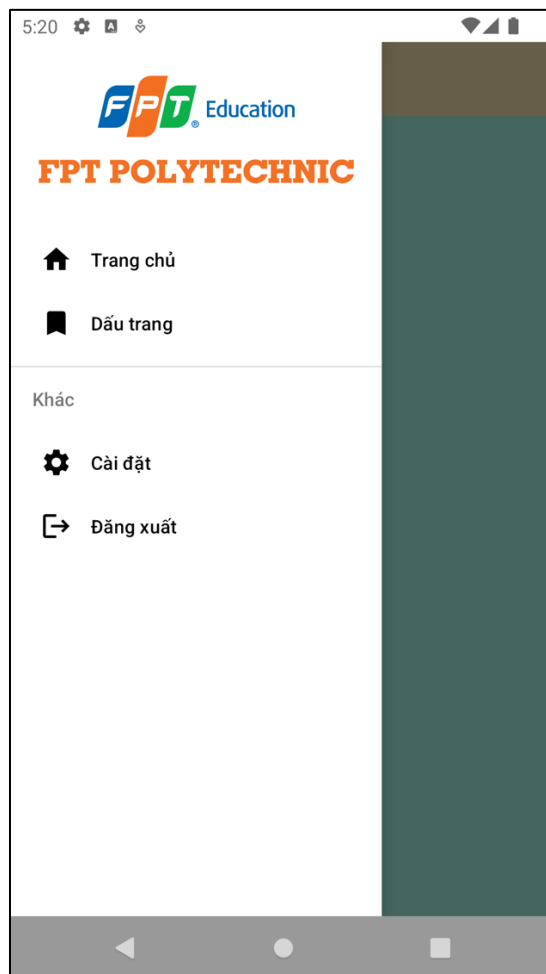 5:20
FPT Education
®
FPT POLYTECHNIC
Trang chủ
Dấu trang
Khác
Cài đặt
Đăng xuất